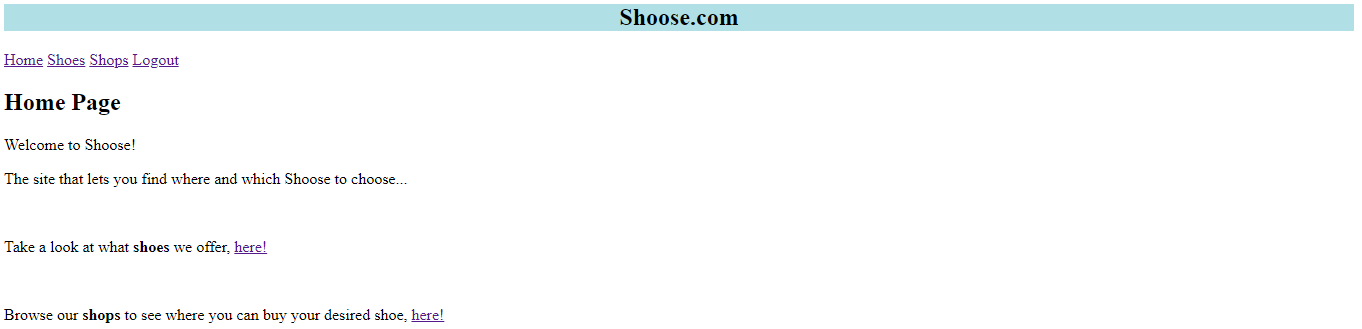 Shoose.com
Home Shoes Shops Logout
Home Page
Welcome to Shoose!
The site that lets you find where and which Shoose to choose...
Take a look at what shoes we offer, here!
Browse our shops to see where you can buy your desired shoe, here!